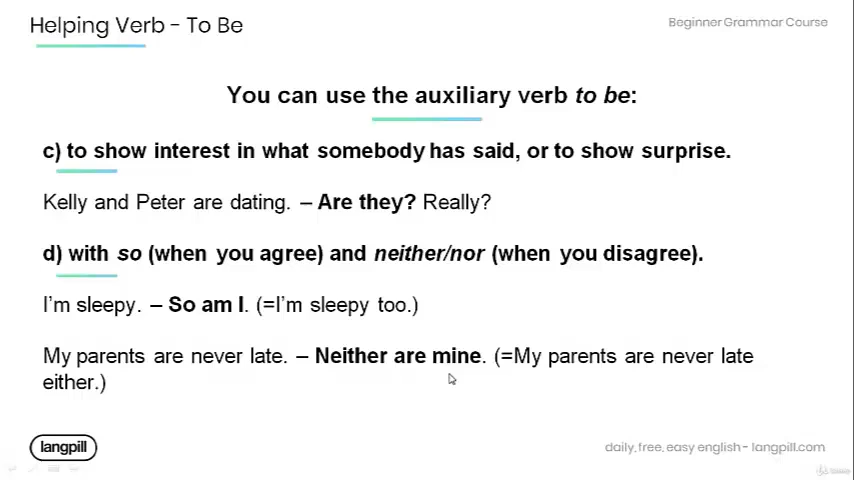 Helping Verb - To Be
Beginner Grammar Course
You can use the auxiliary verb to be:
c) to show interest in what somebody has said, or to show surprise.
Kelly and Peter are dating. – Are they? Really?
d) with so (when you agree) and neither/nor (when you disagree).
I'm sleepy. – So am I. (=I'm sleepy too.)
My parents are never late. – Neither are mine. (=My parents are never late
either.)
langpill
daily, free, easy english - langpill.com